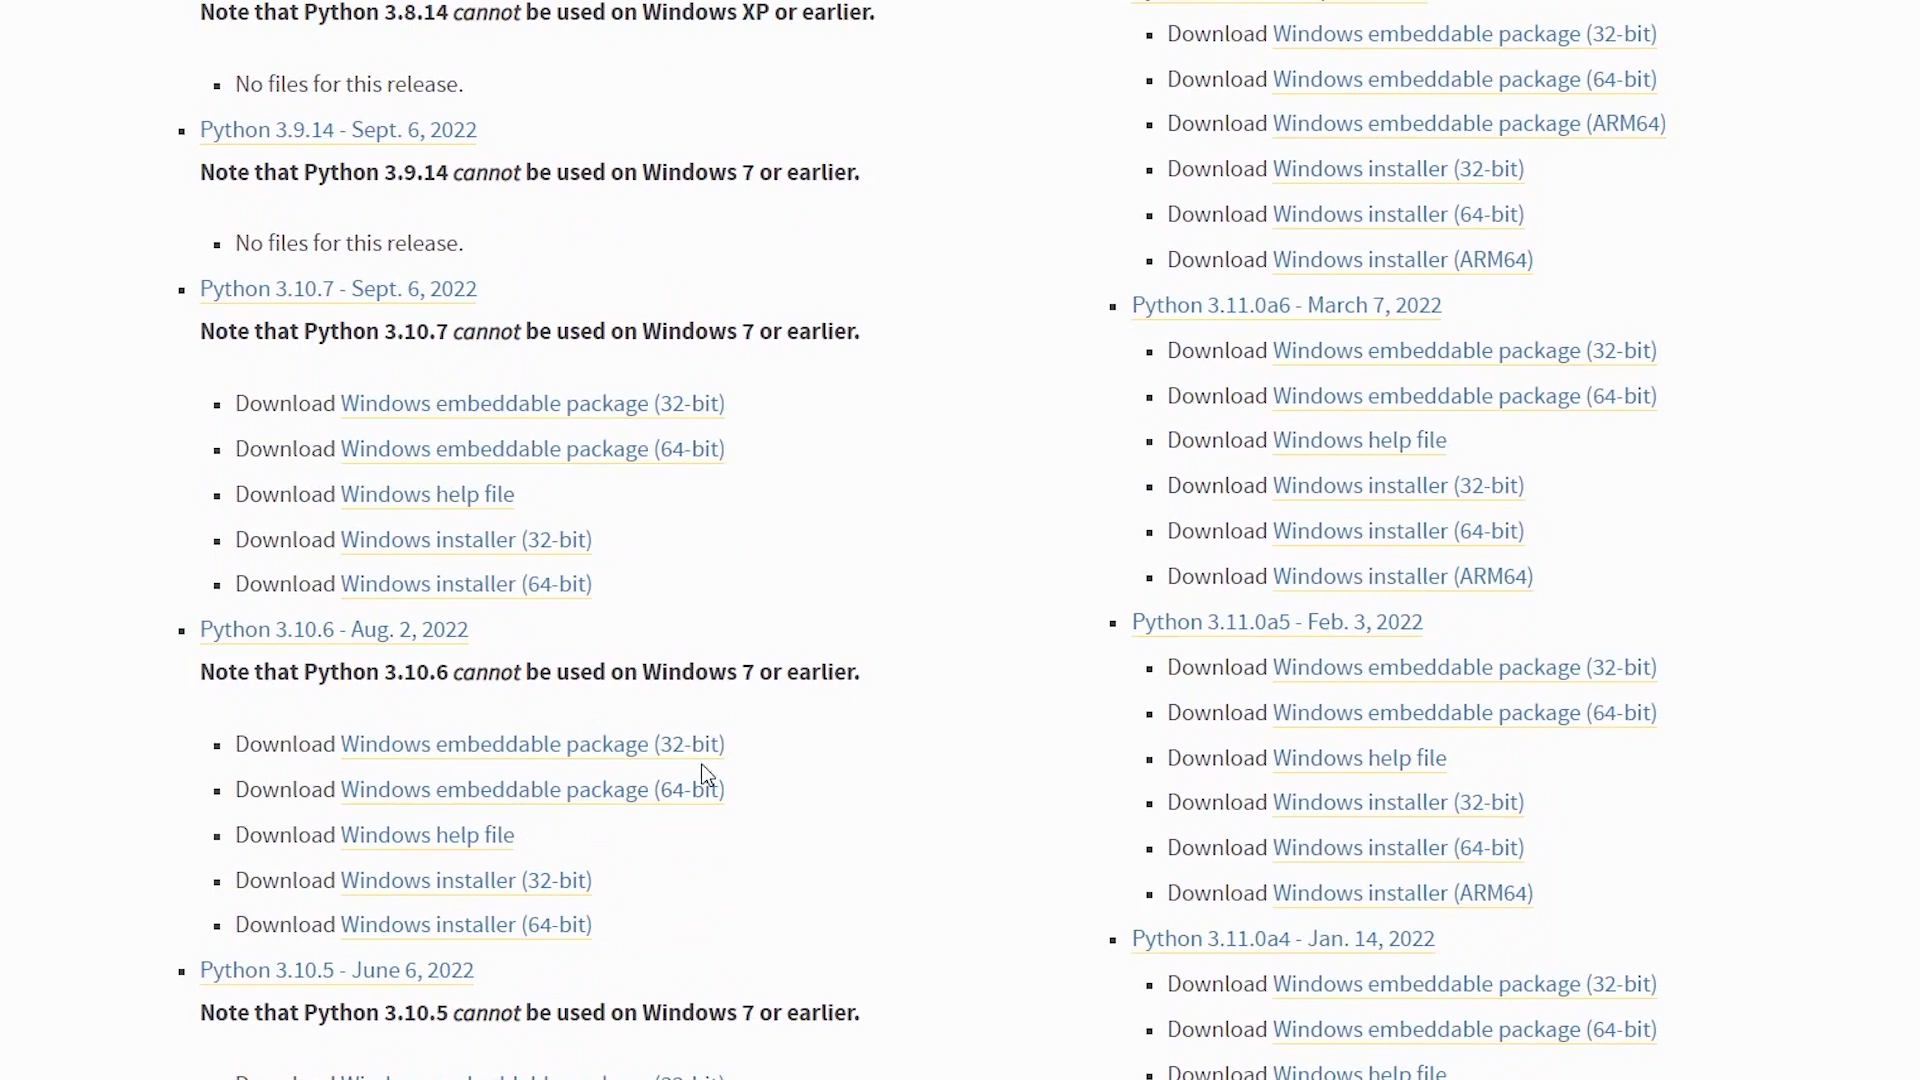 Note that Python 3.8.14 cannot be used on Windows XP or earlier.
No files for this release.
Python 3.9.14 - Sept. 6, 2022
Note that Python 3.9.14 cannot be used on Windows 7 or earlier.
No files for this release.
Python 3.10.7 - Sept. 6, 2022
Note that Python 3.10.7 cannot be used on Windows 7 or earlier.
Download Windows embeddable package (32-bit)
Download Windows embeddable package (64-bit)
Download Windows help file
Download Windows installer (32-bit)
Download Windows installer (64-bit)
Python 3.10.6 - Aug. 2, 2022
Note that Python 3.10.6 cannot be used on Windows 7 or earlier.
Download Windows embeddable package (32-bit)
Download Windows embeddable package (64-bit)
Download Windows help file
Download Windows installer (32-bit)
Download Windows installer (64-bit)
Python 3.10.5 - June 6, 2022
Note that Python 3.10.5 cannot be used on Windows 7 or earlier.
Download Windows embeddable package (32-bit)
Download Windows embeddable package (64-bit)
Download Windows embeddable package (ARM64)
Download Windows installer (32-bit)
Download Windows installer (64-bit)
Download Windows installer (ARM64)
Python 3.11.0a6 - March 7, 2022
Download Windows embeddable package (32-bit)
Download Windows embeddable package (64-bit)
Download Windows help file
Download Windows installer (32-bit)
Download Windows installer (64-bit)
Download Windows installer (ARM64)
Python 3.11.0a5 - Feb. 3, 2022
Download Windows embeddable package (32-bit)
Download Windows embeddable package (64-bit)
Download Windows help file
Download Windows installer (32-bit)
Download Windows installer (64-bit)
Download Windows installer (ARM64)
Python 3.11.0a4 - Jan. 14, 2022
Download Windows embeddable package (32-bit)
Download Windows embeddable package (64-bit)
Download Windows help file